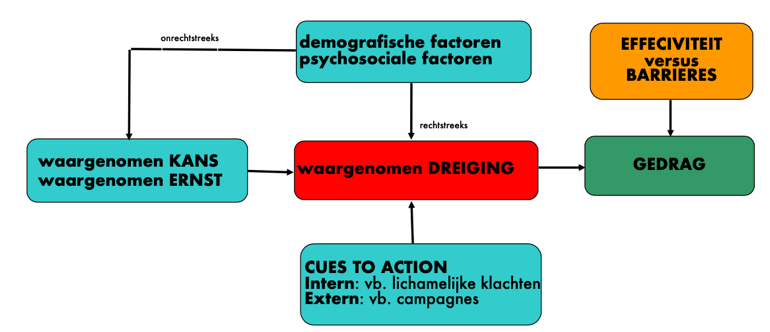 onrechtstreeks
demografische factoren
psychosociale factoren
EFFECIVITEIT
versus
BARRIERES
rechtstreeks
waargenomen KANS
waargenomen ERNST
waargenomen DREIGING
GEDRAG
CUES TO ACTION
Intern: vb. lichamelijke klachten
Extern: vb. campagnes